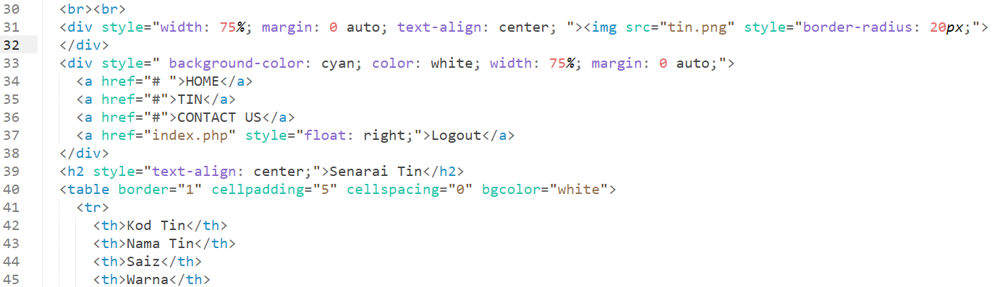 30 <br><br>
31 <div style="width: 75%; margin: 0 auto; text-align: center; "><img src="tin.png" style="border-radius: 20px;">
32 </div>
33 <div style=" background-color: cyan; color: white; width: 75%; margin: 0 auto;">
34 <a href="# ">HOME</a>
35 <a href="#">TIN</a>
36 <a href="#">CONTACT US</a>
37 <a href="index.php" style="float: right;">Logout</a>
38 </div>
39 <h2 style="text-align: center;">Senarai Tin</h2>
40 <table border="1" cellpadding="5" cellspacing="0" bgcolor="white">
41 <tr>
42 <th>Kod Tin</th>
43 <th>Nama Tin</th>
44 <th>Saiz</th>
45 <th>Warna</th>